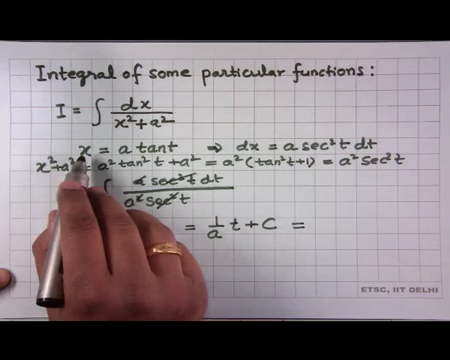 Integral of some particular functions :
I = ∫ dx / (x² + a²)
x = a tant ⇒ dx = a sec² t dt
x² + a² = a² tan² t + a² = a² (tan² t + 1) = a² sec² t
∫ a sec² t dt / (a² sec² t)
= 1/a t + C =
ETSC, IIT DELHI